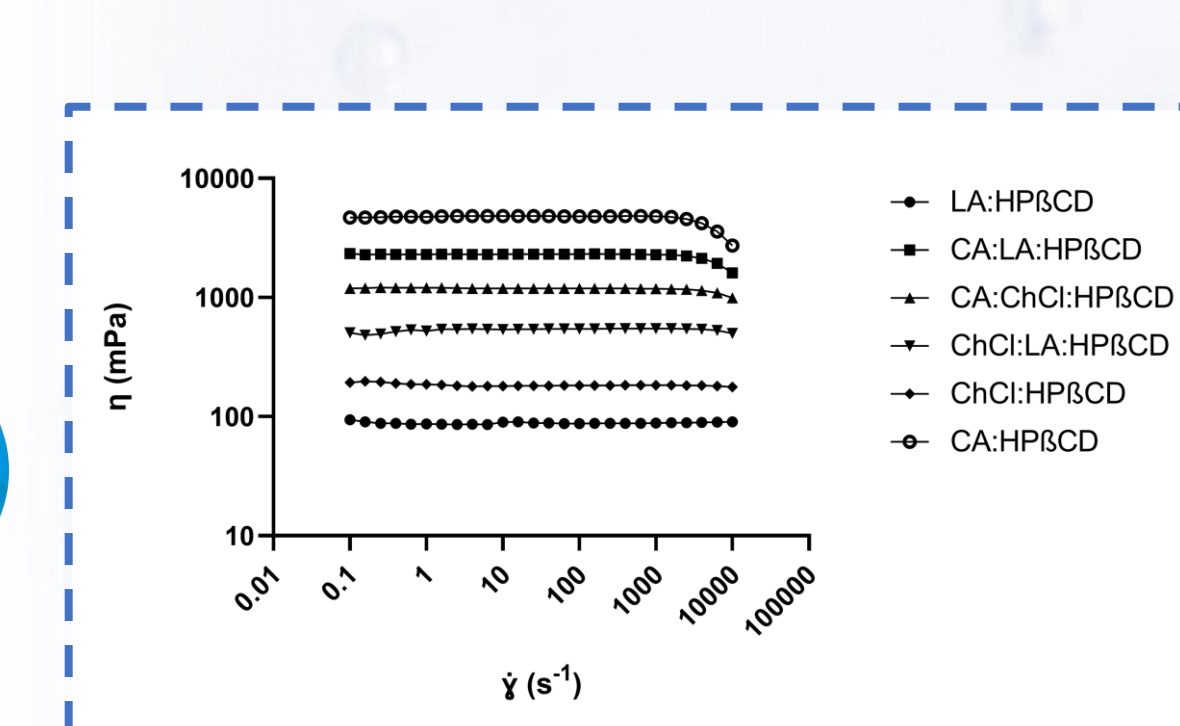 10000
1000
100
10
η (mPa)
0.01
0.1
1
10
100
1000
10000
100000
γ̇ (s⁻¹)
LA:HPßCD
CA:LA:HPßCD
CA:ChCl:HPßCD
ChCl:LA:HPßCD
ChCl:HPßCD
CA:HPßCD